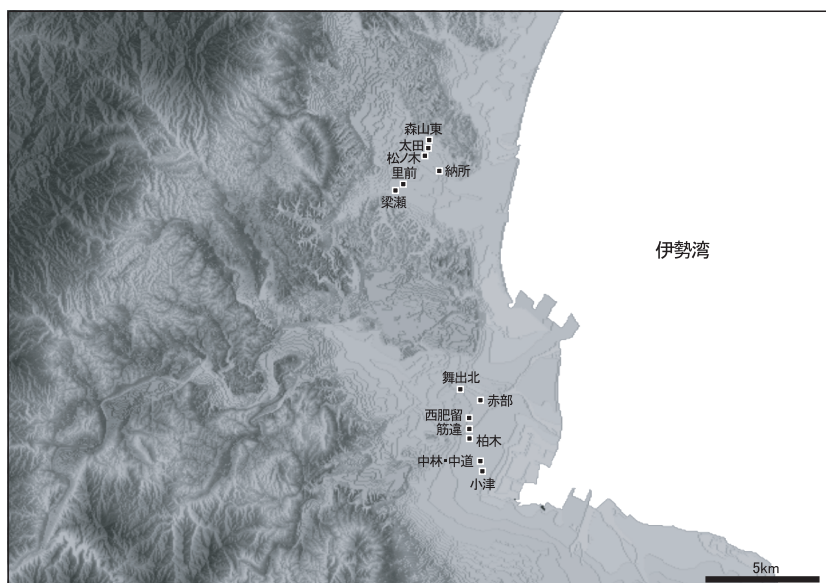 森山東
太田
松ノ木
里前
納所
梁瀬
伊勢湾
舞出北
赤部
西肥留
筋違
柏木
中林・中道
小津
5km